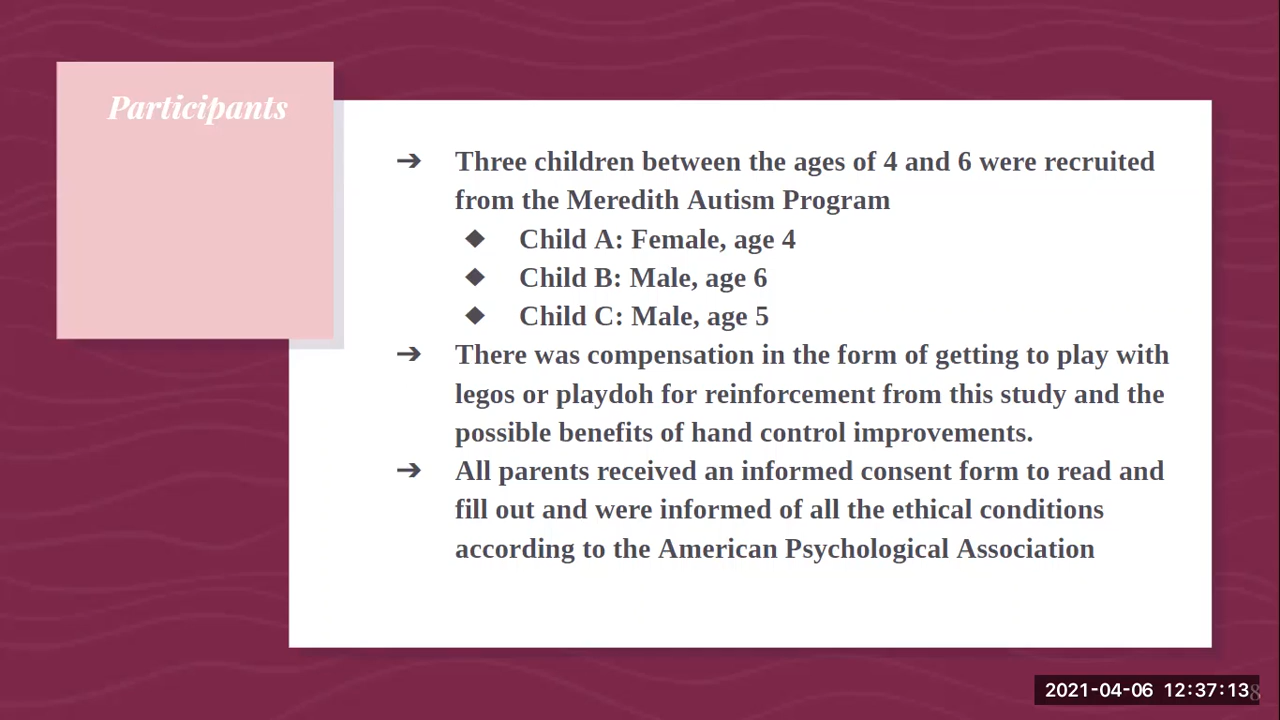 Participants
➔ Three children between the ages of 4 and 6 were recruited
from the Meredith Autism Program
◆ Child A: Female, age 4
◆ Child B: Male, age 6
◆ Child C: Male, age 5
➔ There was compensation in the form of getting to play with
legos or playdoh for reinforcement from this study and the
possible benefits of hand control improvements.
➔ All parents received an informed consent form to read and
fill out and were informed of all the ethical conditions
according to the American Psychological Association
2021-04-06 12:37:13
8